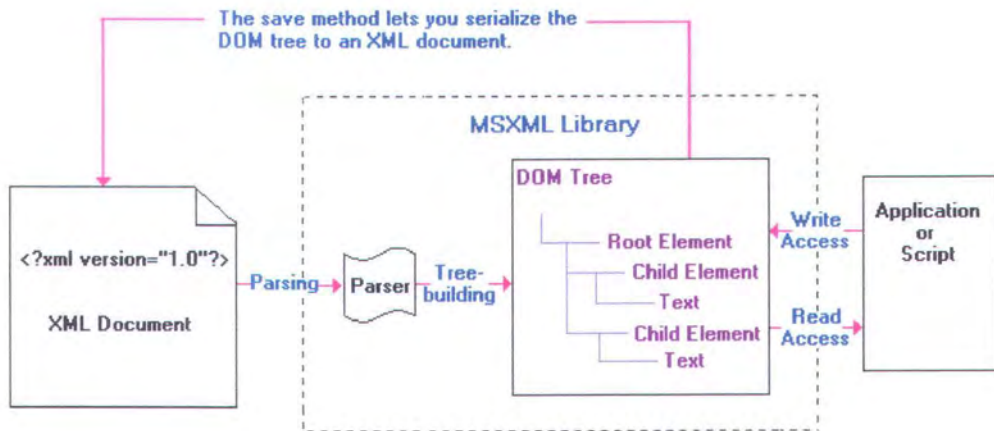 The save method lets you serialize the
DOM tree to an XML document.
MSXML Library
<?xml version="1.0"?>
XML Document
Parsing
Parser
Tree-
building
DOM Tree
Root Element
Child Element
Text
Child Element
Text
Write
Access
Read
Access
Application
or
Script